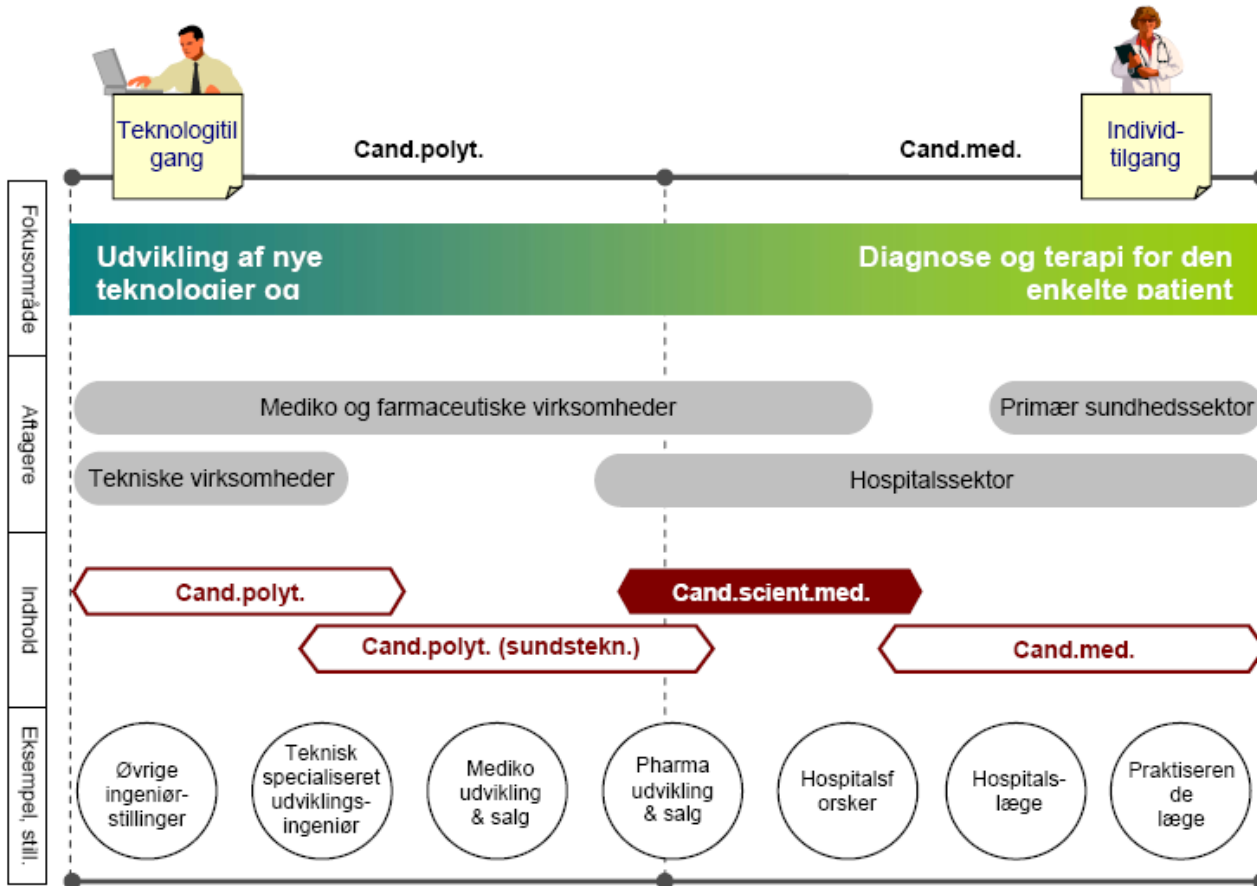 Teknologitil
gang
Cand.polyt.
Cand.med.
Individ-
tilgang
Fokusområde
Udvikling af nye
teknologier og
Diagnose og terapi for den
enkelte patient
Aftagere
Mediko og farmaceutiske virksomheder
Primær sundhedssektor
Tekniske virksomheder
Hospitalssektor
Indhold
Cand.polyt.
Cand.scient.med.
Cand.polyt. (sundstekn.)
Cand.med.
Eksempel, still.
Øvrige
ingeniør-
stillinger
Teknisk
specialiseret
udviklings-
ingeniør
Mediko
udvikling
& salg
Pharma
udvikling
& salg
Hospitalsf
orsker
Hospitals-
læge
Praktiseren
de
læge